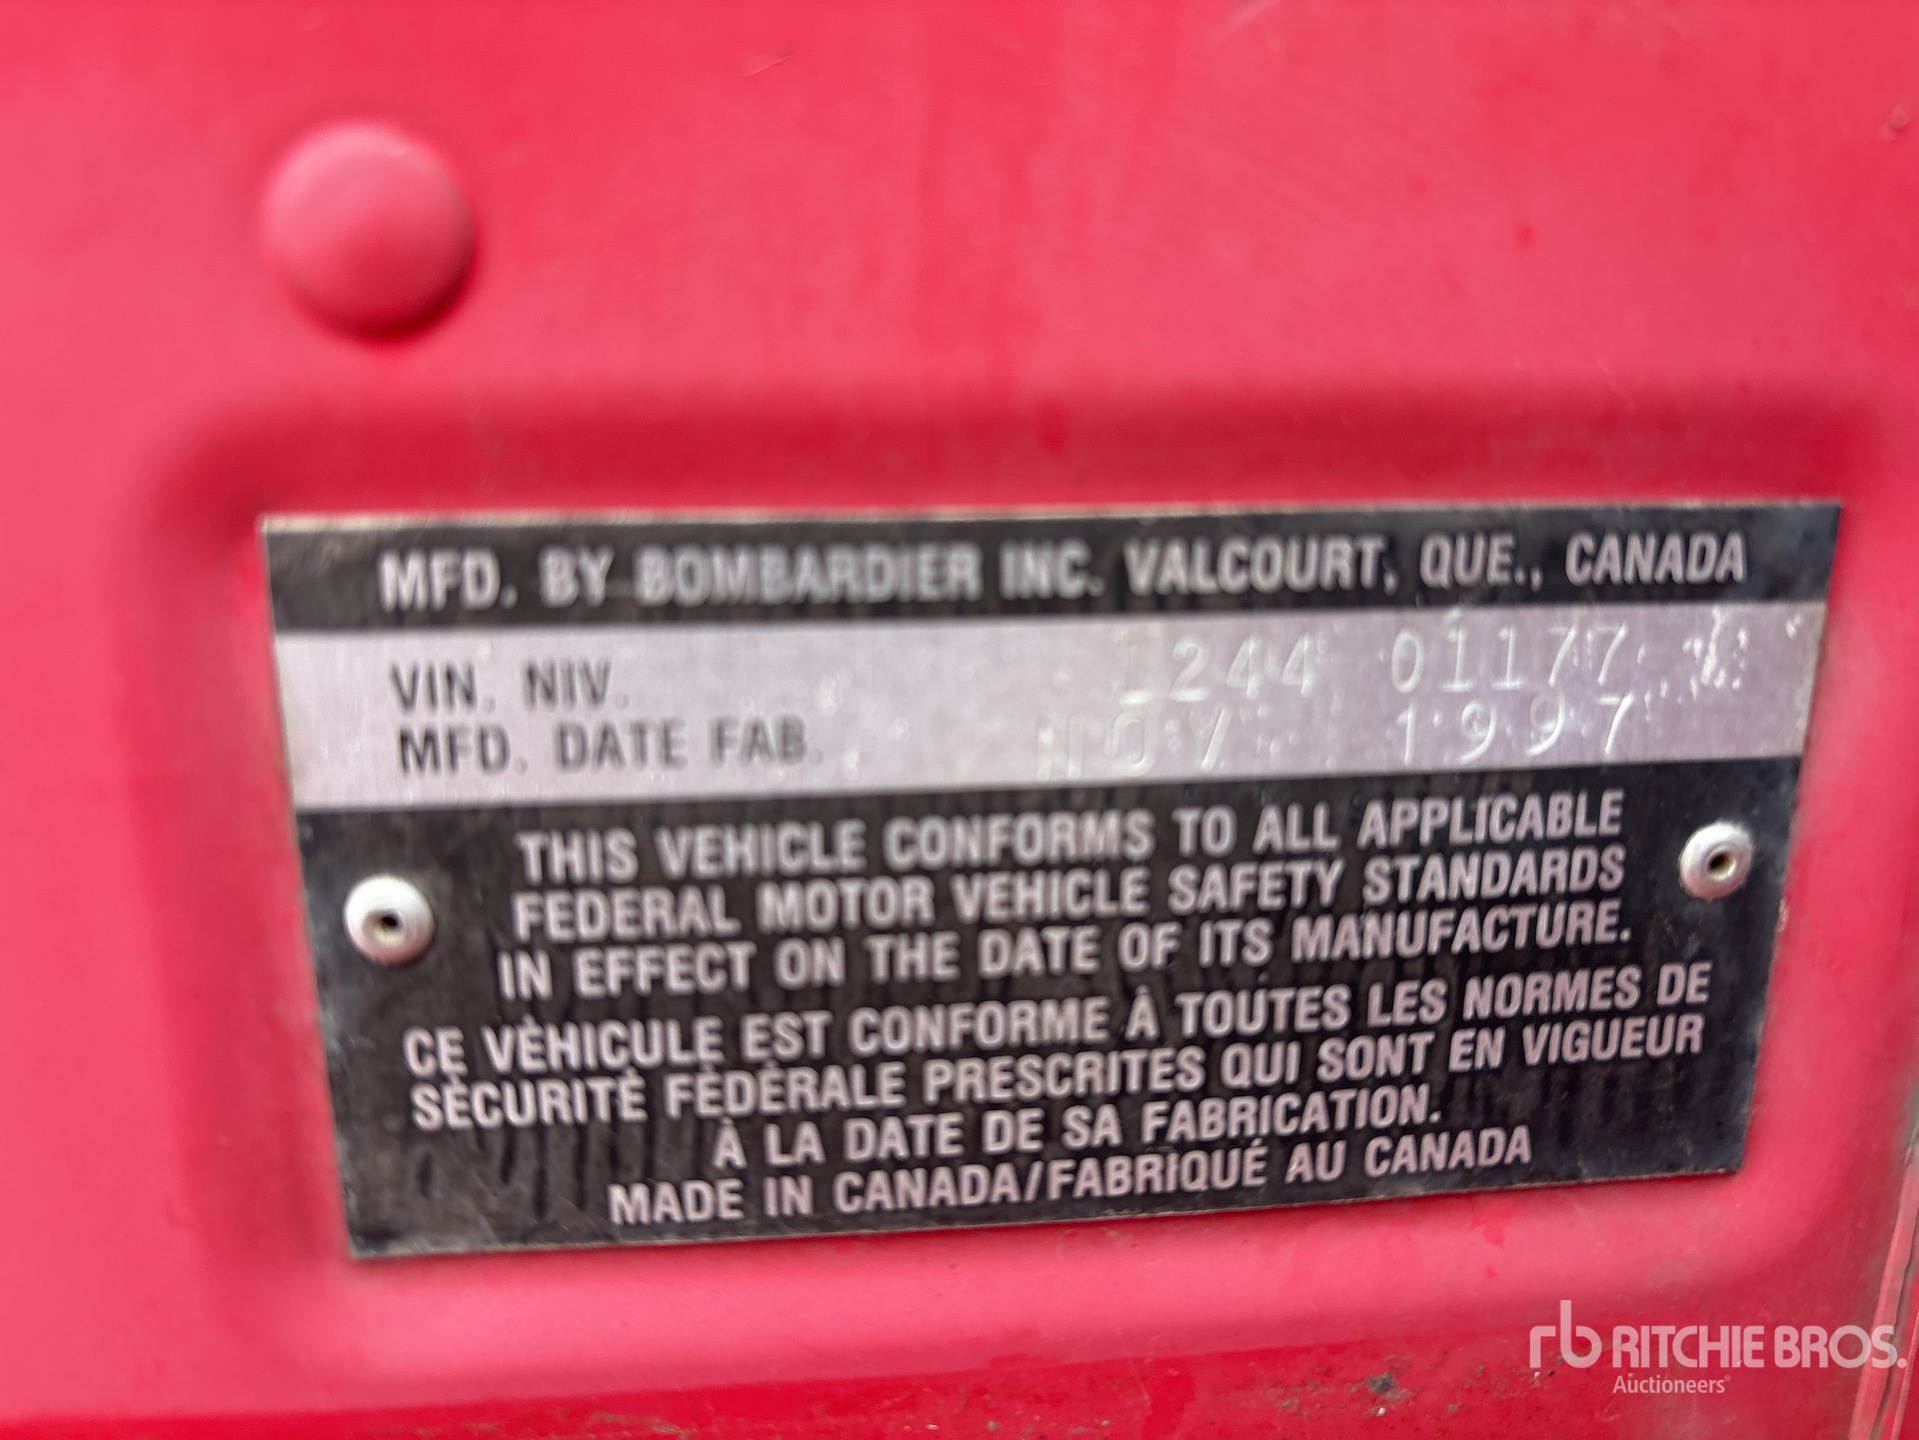 MFD. BY BOMBARDIER INC. VALCOURT, QUE., CANADA
VIN. NIV. 1244 01177
MFD. DATE FAB. NOV 1997
THIS VEHICLE CONFORMS TO ALL APPLICABLE
FEDERAL MOTOR VEHICLE SAFETY STANDARDS
IN EFFECT ON THE DATE OF ITS MANUFACTURE.
CE VÉHICULE EST CONFORME À TOUTES LES NORMES DE
SÉCURITÉ FÉDÉRALE PRESCRITES QUI SONT EN VIGUEUR
À LA DATE DE SA FABRICATION.
MADE IN CANADA/FABRIQUÉ AU CANADA
rb RITCHIE BROS.
Auctioneers